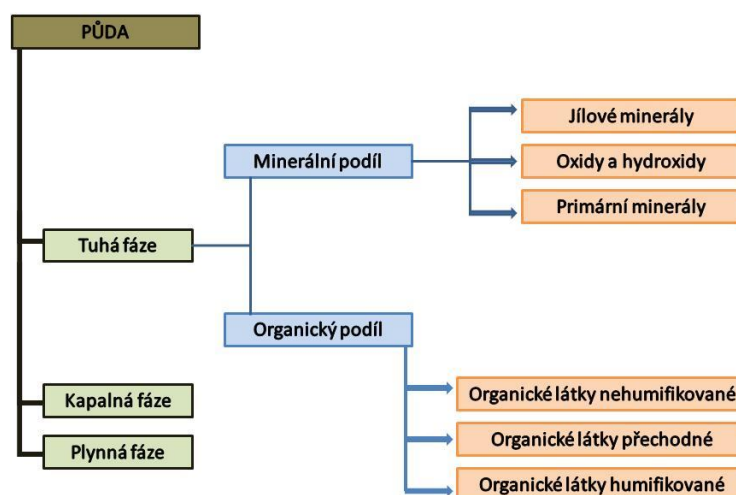 PŮDA
Jílové minerály
Minerální podíl
Oxidy a hydroxidy
Primární minerály
Tuhá fáze
Organický podíl
Organické látky nehumifikované
Kapalná fáze
Organické látky přechodné
Plynná fáze
Organické látky humifikované